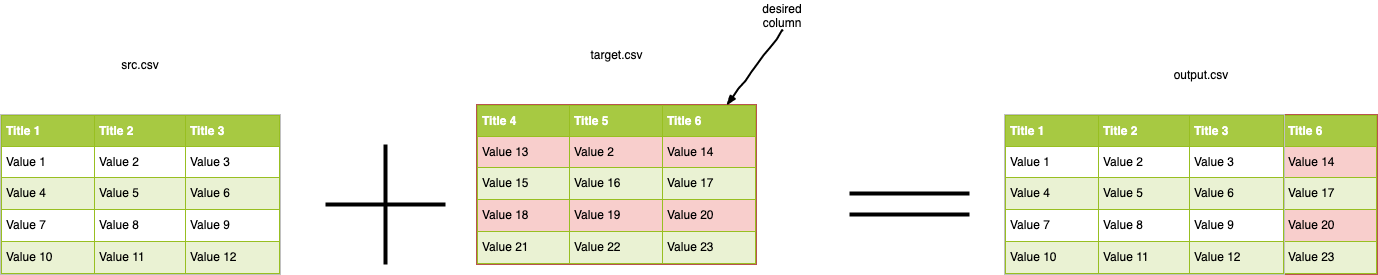 desired
column
src.csv
target.csv
output.csv
Title 1 Title 2 Title 3
Value 1 Value 2 Value 3
Value 4 Value 5 Value 6
Value 7 Value 8 Value 9
Value 10 Value 11 Value 12
Title 4 Title 5 Title 6
Value 13 Value 2 Value 14
Value 15 Value 16 Value 17
Value 18 Value 19 Value 20
Value 21 Value 22 Value 23
Title 1 Title 2 Title 3 Title 6
Value 1 Value 2 Value 3 Value 14
Value 4 Value 5 Value 6 Value 17
Value 7 Value 8 Value 9 Value 20
Value 10 Value 11 Value 12 Value 23